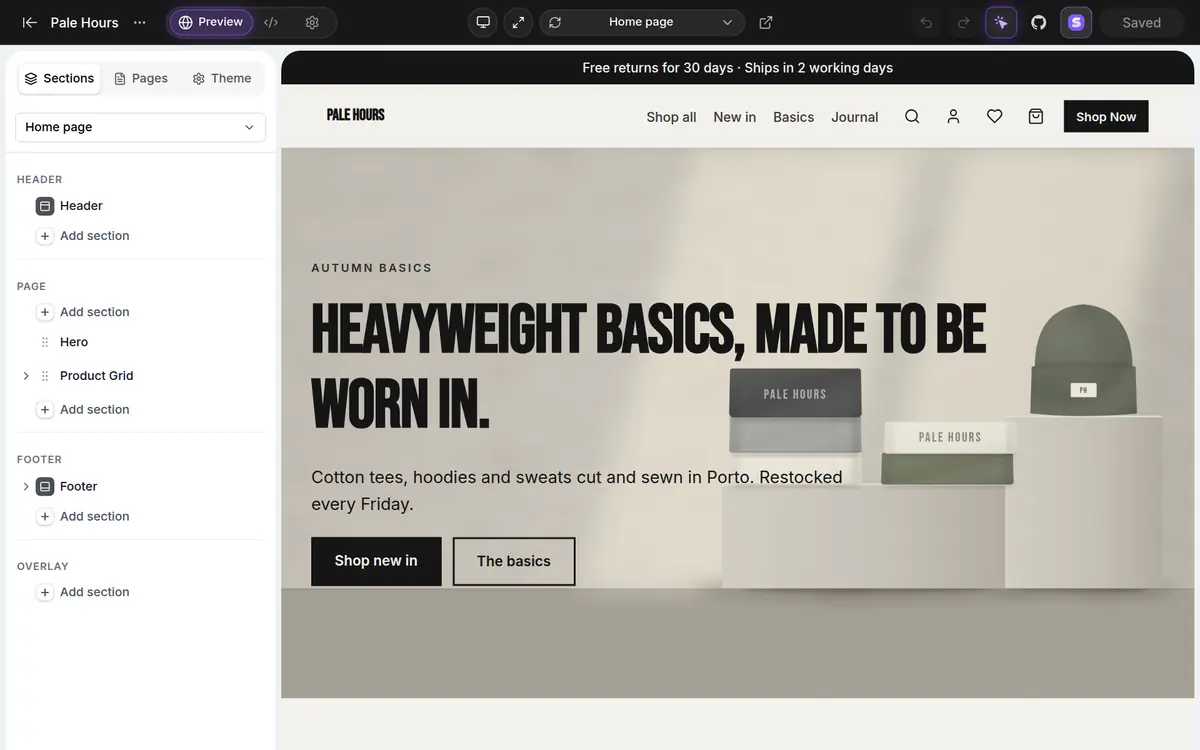 Pale Hours
Preview
Home page
Saved
Sections
Pages
Theme
Home page
HEADER
Header
Add section
PAGE
Add section
Hero
Product Grid
Add section
FOOTER
Footer
Add section
OVERLAY
Add section
Free returns for 30 days · Ships in 2 working days
PALE HOURS
Shop all
New in
Basics
Journal
Shop Now
AUTUMN BASICS
HEAVYWEIGHT BASICS, MADE TO BE
WORN IN.
Cotton tees, hoodies and sweats cut and sewn in Porto. Restocked
every Friday.
Shop new in
The basics
PALE HOURS
PALE HOURS
PH